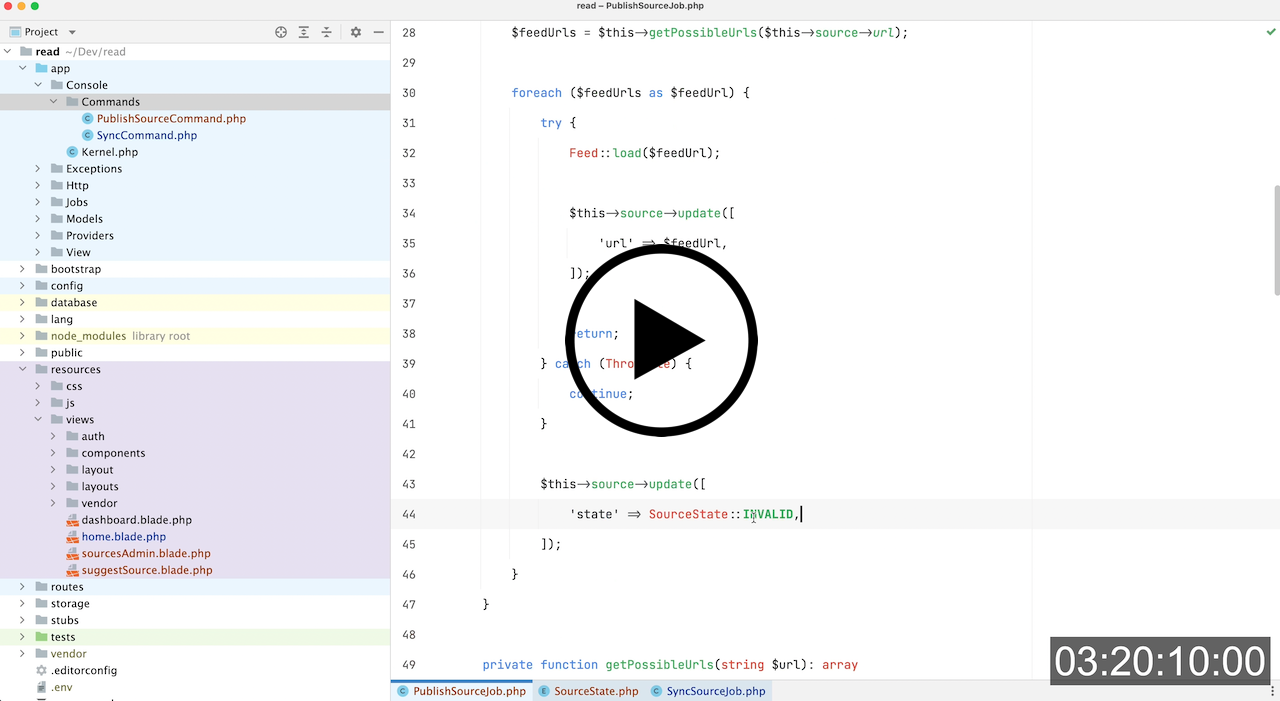 read – PublishSourceJob.php
Project
read ~/Dev/read
app
Console
Commands
PublishSourceCommand.php
SyncCommand.php
Kernel.php
Exceptions
Http
Jobs
Models
Providers
View
bootstrap
config
database
lang
node_modules library root
public
resources
css
js
views
auth
components
layout
layouts
vendor
dashboard.blade.php
home.blade.php
sourcesAdmin.blade.php
suggestSource.blade.php
routes
storage
stubs
tests
vendor
.editorconfig
.env
28 $feedUrls = $this->getPossibleUrls($this->source->url);
29
30 foreach ($feedUrls as $feedUrl) {
31 try {
32 Feed::load($feedUrl);
33
34 $this->source->update([
35 'url' => $feedUrl,
36 ]);
37
38 return;
39 } catch (Throwable) {
40 continue;
41 }
42
43 $this->source->update([
44 'state' => SourceState::INVALID,
45 ]);
46 }
47 }
48
49 private function getPossibleUrls(string $url): array
03:20:10:00
PublishSourceJob.php SourceState.php SyncSourceJob.php